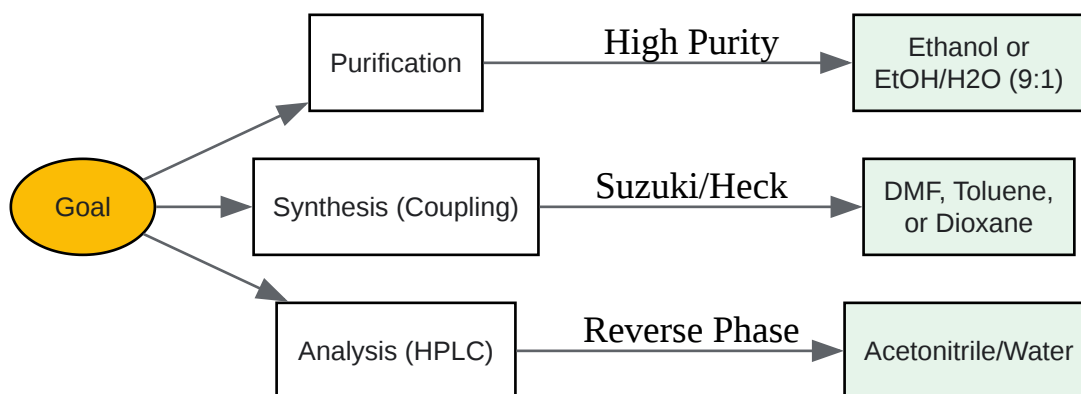 Purification
High Purity
Ethanol or
EtOH/H2O (9:1)
Goal
Synthesis (Coupling)
Suzuki/Heck
DMF, Toluene,
or Dioxane
Analysis (HPLC)
Reverse Phase
Acetonitrile/Water